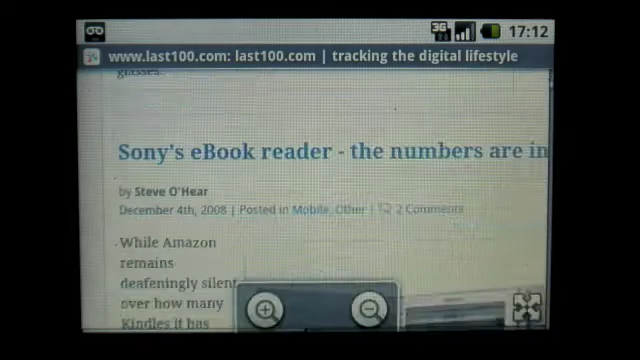 3G 17:12
www.last100.com: last100.com | tracking the digital lifestyle
glasses.
Sony's eBook reader - the numbers are in
by Steve O'Hear
December 4th, 2008 | Posted in Mobile, Other | 2 Comments
While Amazon
remains
deafeningly silent
over how many
Kindles it has